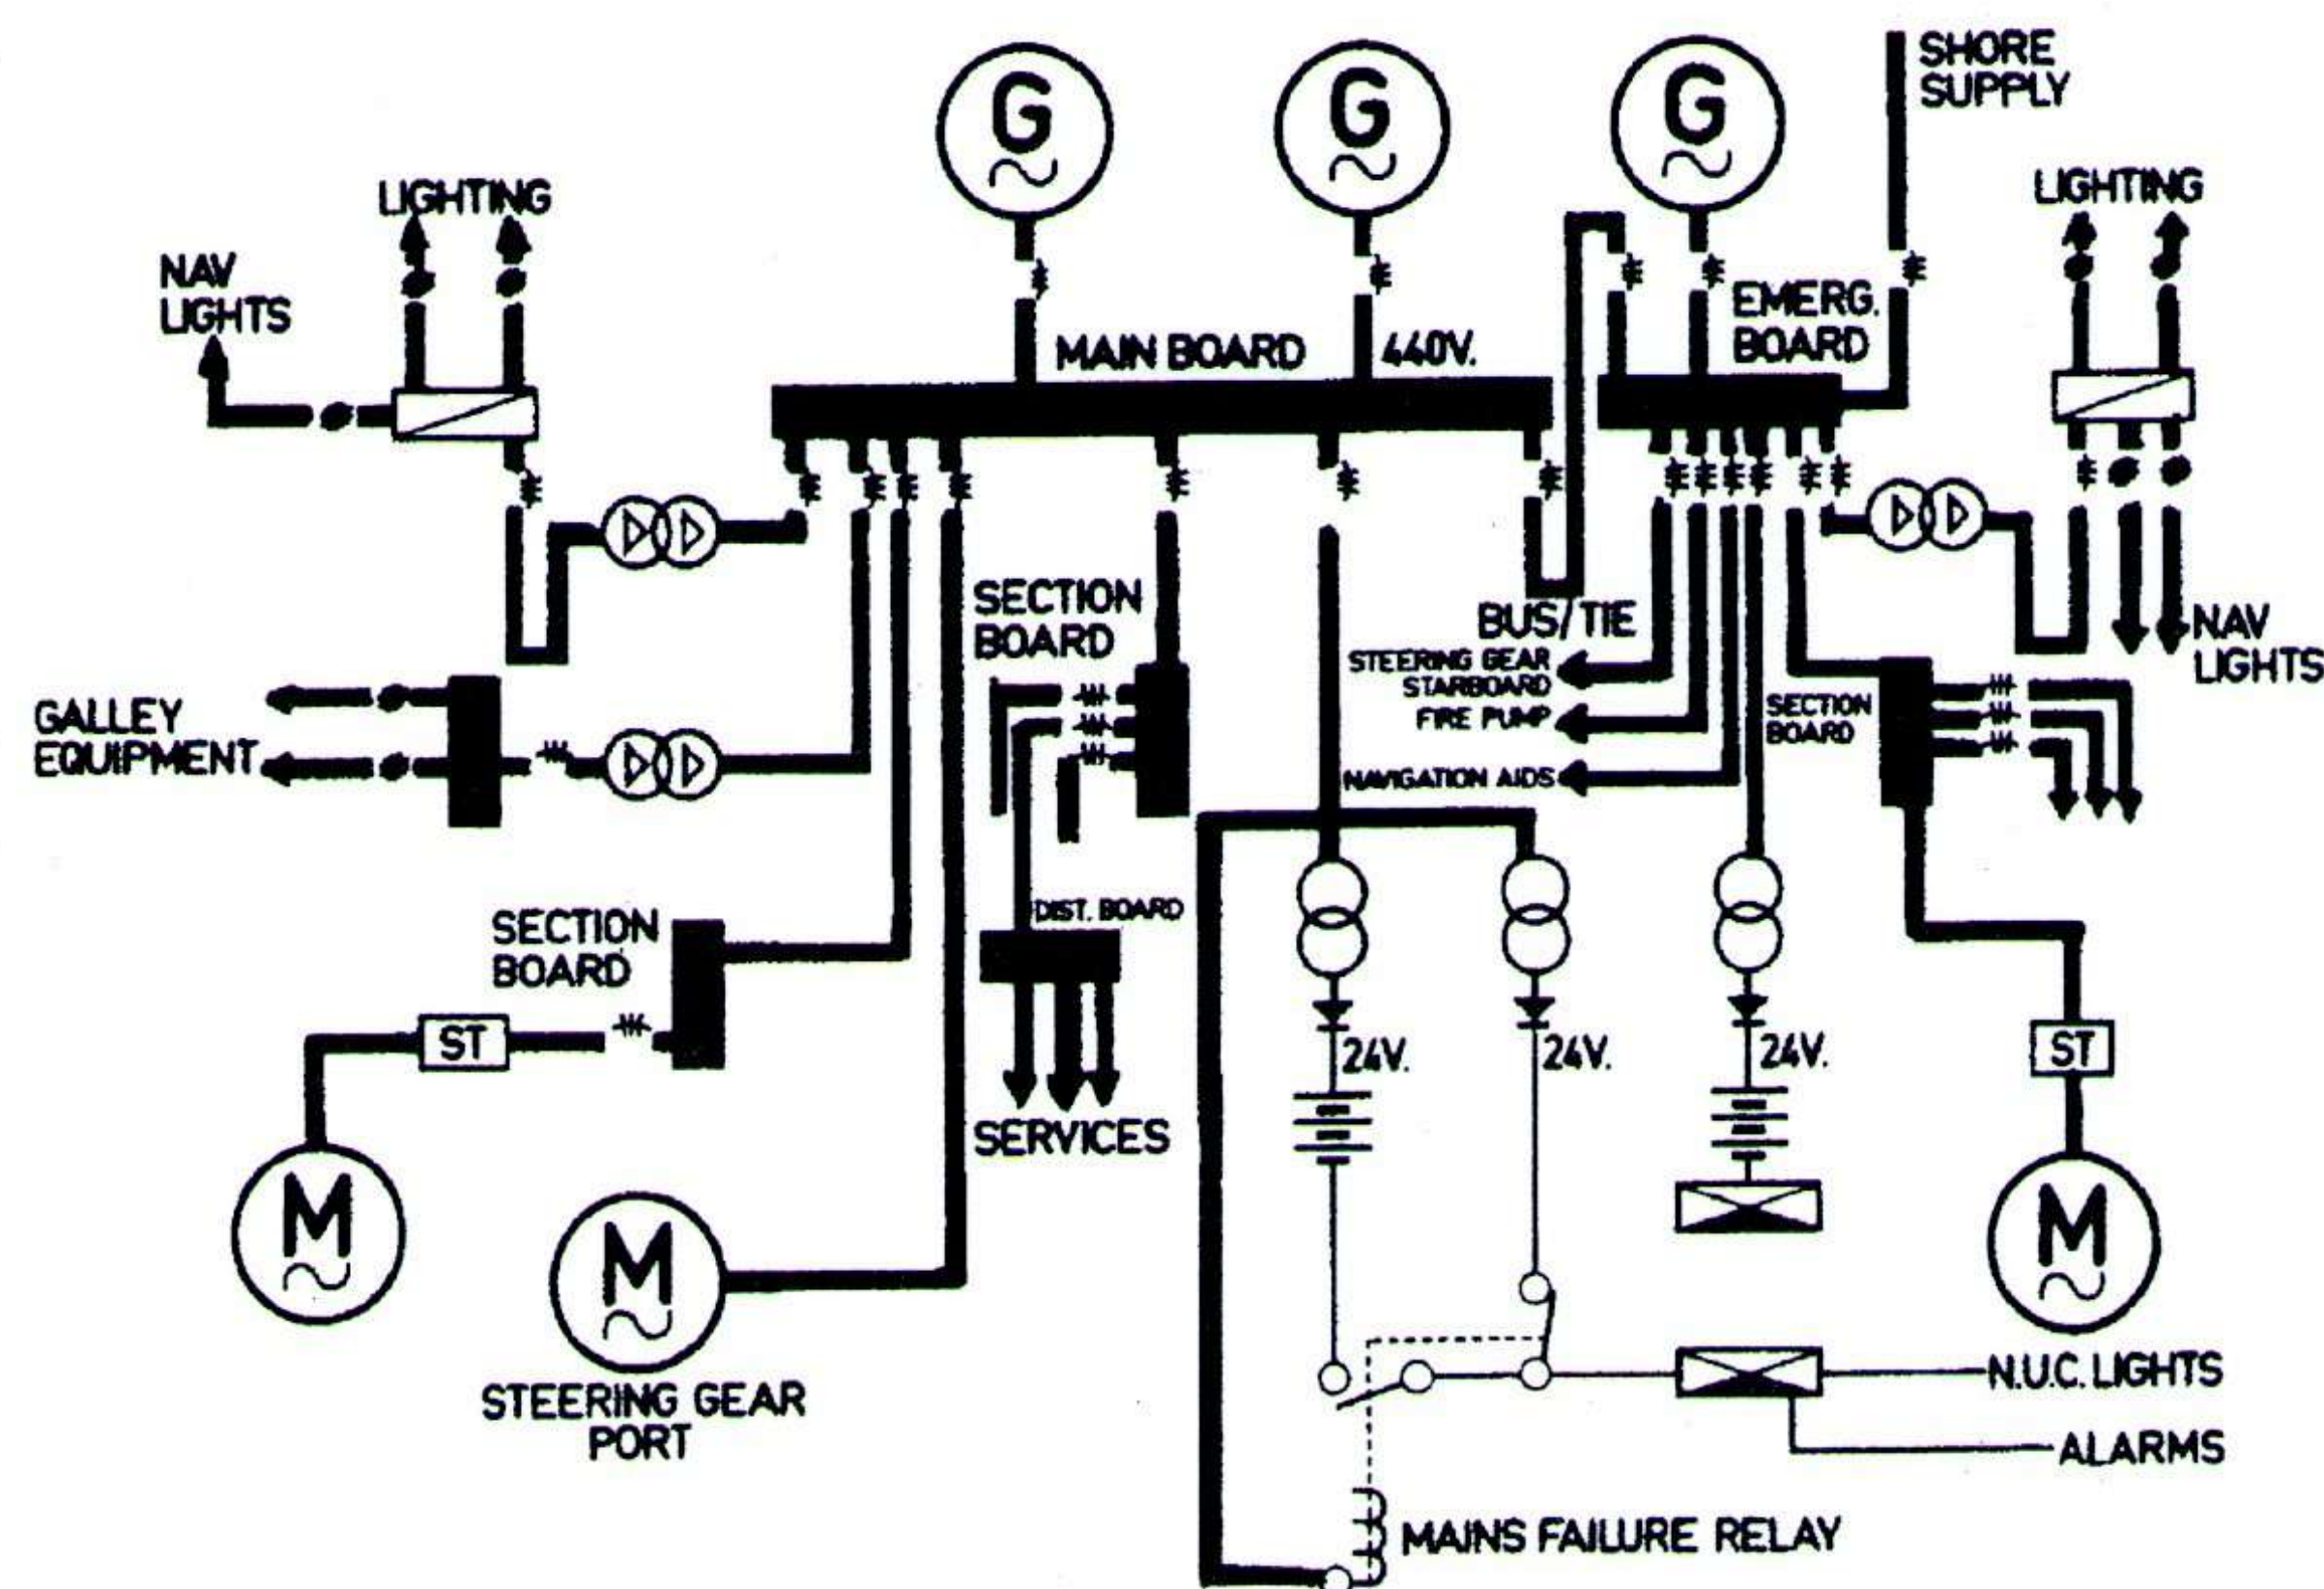 G
G
G
SHORE
SUPPLY
LIGHTING
LIGHTING
NAV
LIGHTS
EMERG.
BOARD
MAIN BOARD
440V.
SECTION
BOARD
BUS/TIE
NAV
LIGHTS
STEERING GEAR
STARBOARD
FIRE PUMP
NAVIGATION AIDS
SECTION
BOARD
GALLEY
EQUIPMENT
SECTION
BOARD
DIST. BOARD
ST
24V.
24V.
24V.
ST
SERVICES
M
M
M
STEERING GEAR
PORT
N.U.C. LIGHTS
ALARMS
MAINS FAILURE RELAY